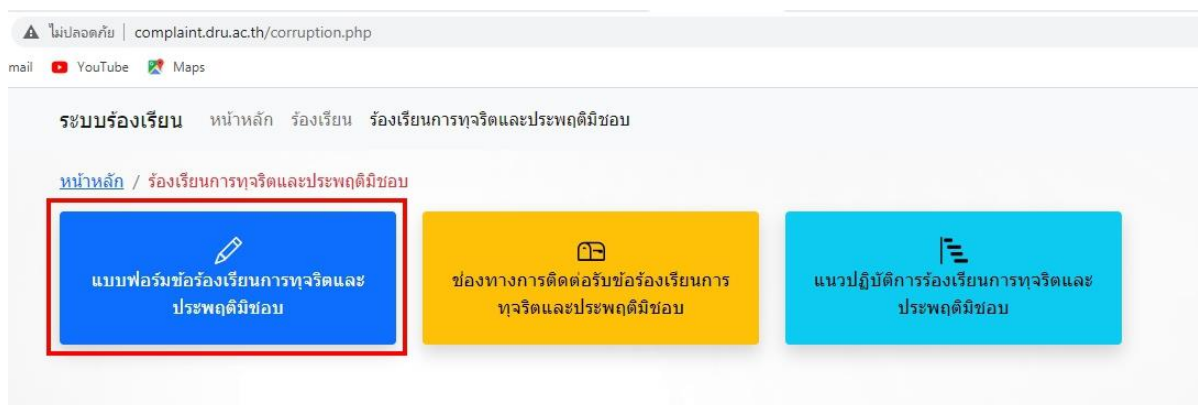 ไม่ปลอดภัย | complaint.dru.ac.th/corruption.php
mail YouTube Maps
ระบบร้องเรียน หน้าหลัก ร้องเรียน ร้องเรียนการทุจริตและประพฤติมิชอบ
หน้าหลัก / ร้องเรียนการทุจริตและประพฤติมิชอบ
แบบฟอร์มข้อร้องเรียนการทุจริตและ
ประพฤติมิชอบ
ช่องทางการติดต่อรับข้อร้องเรียนการ
ทุจริตและประพฤติมิชอบ
แนวปฏิบัติการร้องเรียนการทุจริตและ
ประพฤติมิชอบ